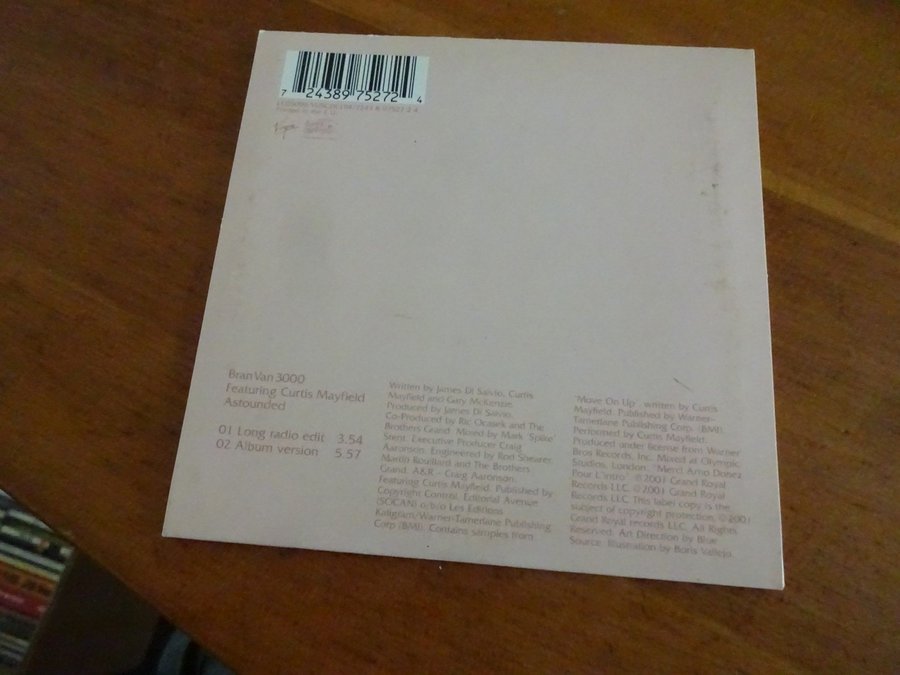 7 24389 75272 4
Virgin
Bran Van 3000
Featuring Curtis Mayfield
Astounded
01 Long radio edit 3.54
02 Album version 5.57
Written by James Di Salvio, Curtis
Mayfield and Gary McKenzie.
Produced by James Di Salvio.
Co-Produced by Ric Ocasek and The
Brothers Grand. Mixed by Mark 'Spike'
Stent. Executive Producer Craig
Aaronson. Engineered by Rod Shearer,
Martin Rouillard and The Brothers
Grand. A&R – Craig Aaronson.
Featuring Curtis Mayfield. Published by
Copyright Control, Editorial Avenue
(SOCAN) o/b/o Les Editions
Kaligram/Warner-Tamerlane Publishing
Corp (BMI). Contains samples from
"Move On Up", written by Curtis
Mayfield. Published by Warner-
Tamerlane Publishing Corp. (BMI).
Performed by Curtis Mayfield.
Produced under license from Warner
Bros Records, Inc. Mixed at Olympic
Studios, London. "Merci Arno Donsez
Pour L'intro" ℗ 2001 Grand Royal
Records LLC. © 2001 Grand Royal
Records LLC. This label copy is the
subject of copyright protection, © 2001
Grand Royal records LLC. All Rights
Reserved. Art Direction by Blue
Source. Illustration by Boris Vallejo.